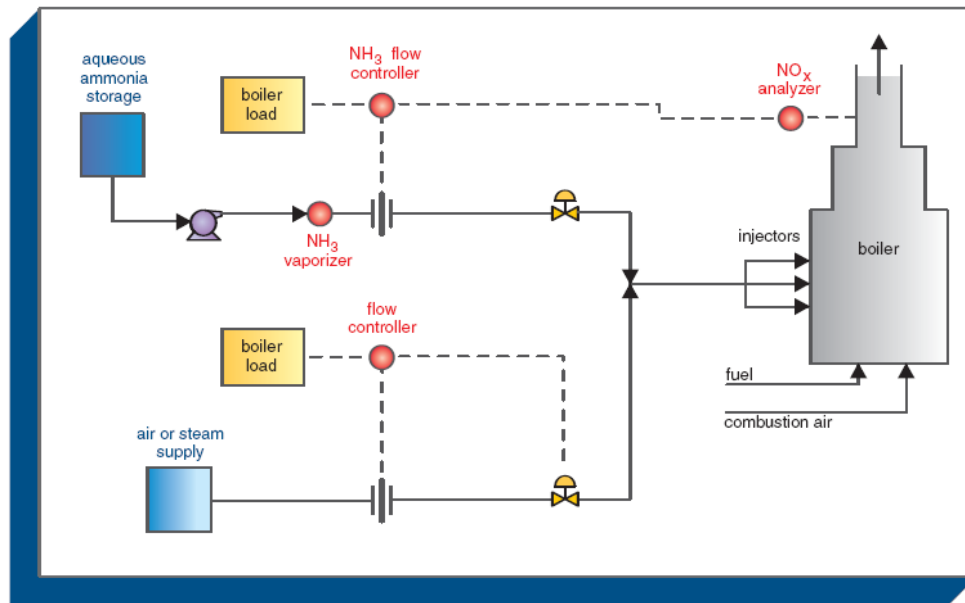 aqueous
ammonia
storage
boiler
load
NH3 flow
controller
NOx
analyzer
NH3
vaporizer
injectors
boiler
boiler
load
flow
controller
fuel
combustion air
air or steam
supply